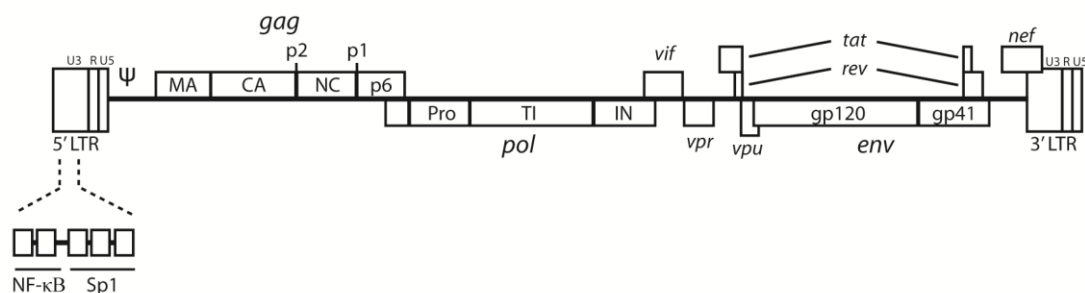 gag
p2 p1 vif tat nef
U3 R U5 Ψ rev U3 R U5
MA CA NC p6
Pro TI IN gp120 gp41
5' LTR pol vpr vpu env 3' LTR
NF-κB Sp1